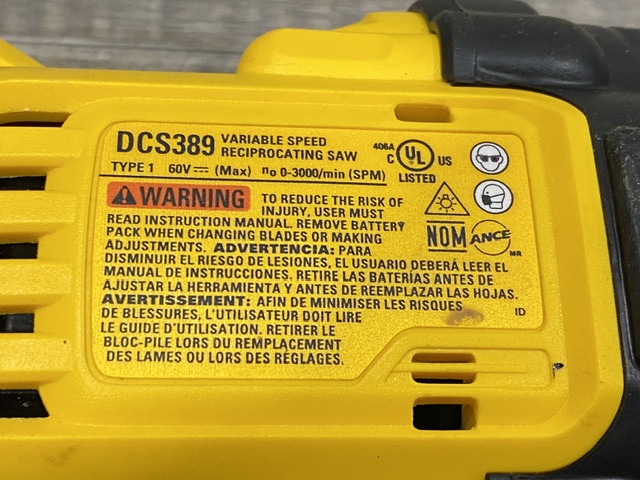 DCS389 VARIABLE SPEED
RECIPROCATING SAW
TYPE 1 60V⎓ (Max) n₀ 0-3000/min (SPM)
406A
C UL US
LISTED
⚠WARNING TO REDUCE THE RISK OF
INJURY, USER MUST
READ INSTRUCTION MANUAL. REMOVE BATTERY
PACK WHEN CHANGING BLADES OR MAKING
ADJUSTMENTS. ADVERTENCIA: PARA
DISMINUIR EL RIESGO DE LESIONES, EL USUARIO DEBERÁ LEER EL
MANUAL DE INSTRUCCIONES. RETIRE LAS BATERÍAS ANTES DE
AJUSTAR LA HERRAMIENTA Y ANTES DE REEMPLAZAR LAS HOJAS.
AVERTISSEMENT: AFIN DE MINIMISER LES RISQUES
DE BLESSURES, L'UTILISATEUR DOIT LIRE
LE GUIDE D'UTILISATION. RETIRER LE
BLOC-PILE LORS DU REMPLACEMENT
DES LAMES OU LORS DES RÉGLAGES.
NOM ANCE
MR
ID